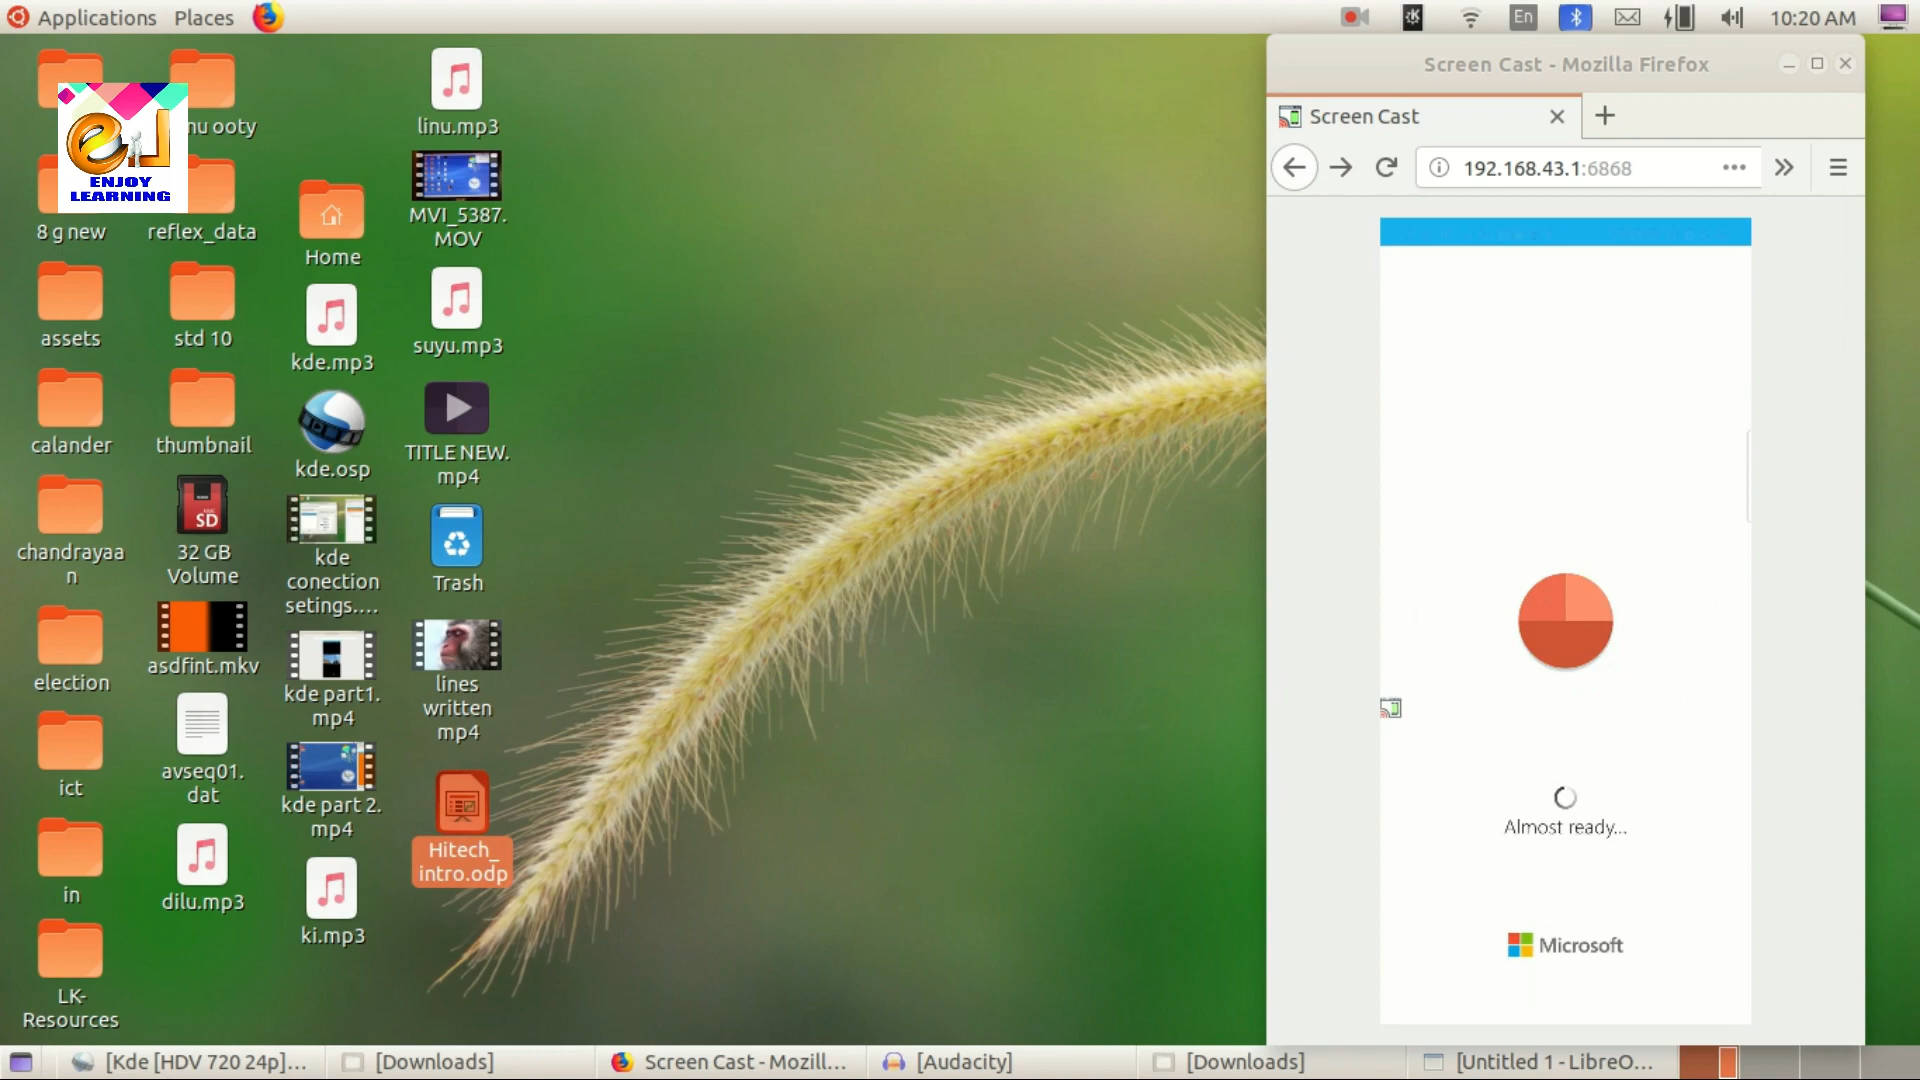 Applications Places
En
10:20 AM
nu ooty
ENJOY
LEARNING
8 g new
reflex_data
assets
std 10
calander
thumbnail
chandrayaa
n
32 GB
Volume
SD
election
asdfint.mkv
ict
avseq01.
dat
in
dilu.mp3
LK-
Resources
Home
kde.mp3
kde.osp
kde
conection
setings....
kde part1.
mp4
kde part 2.
mp4
ki.mp3
linu.mp3
MVI_5387.
MOV
suyu.mp3
TITLE NEW.
mp4
Trash
lines
written
mp4
Hitech_
intro.odp
Screen Cast - Mozilla Firefox
Screen Cast
192.168.43.1:6868
Almost ready...
Microsoft
[Kde [HDV 720 24p]...
[Downloads]
Screen Cast - Mozill...
[Audacity]
[Downloads]
[Untitled 1 - LibreO...